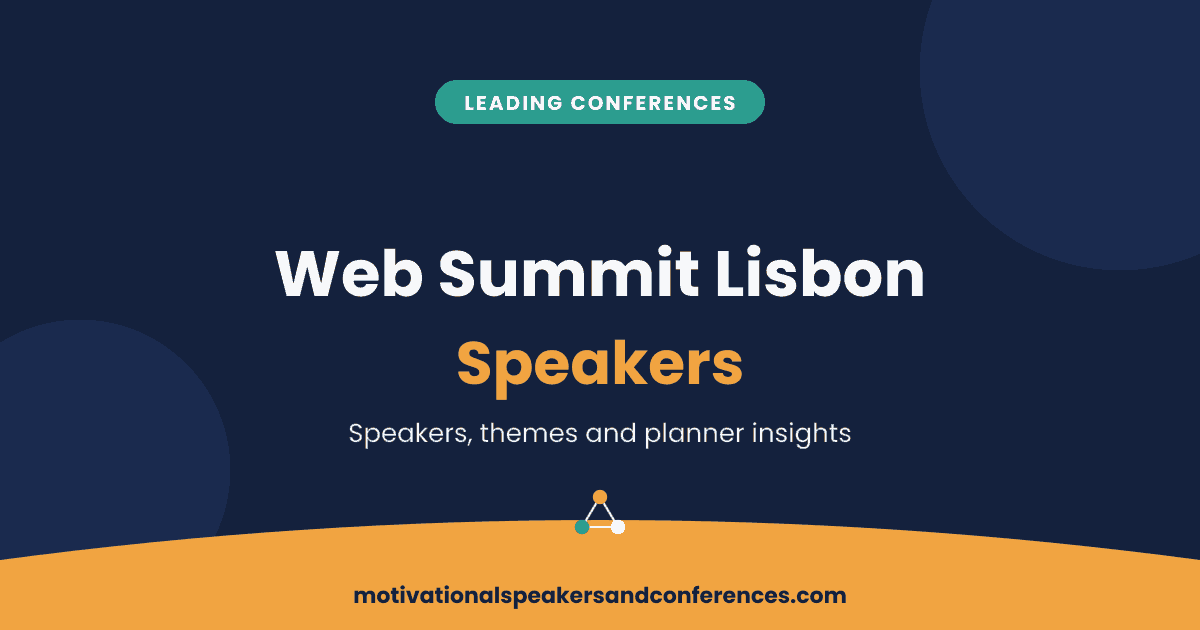 LEADING CONFERENCES
Web Summit Lisbon
Speakers
Speakers, themes and planner insights
motivationalspeakersandconferences.com